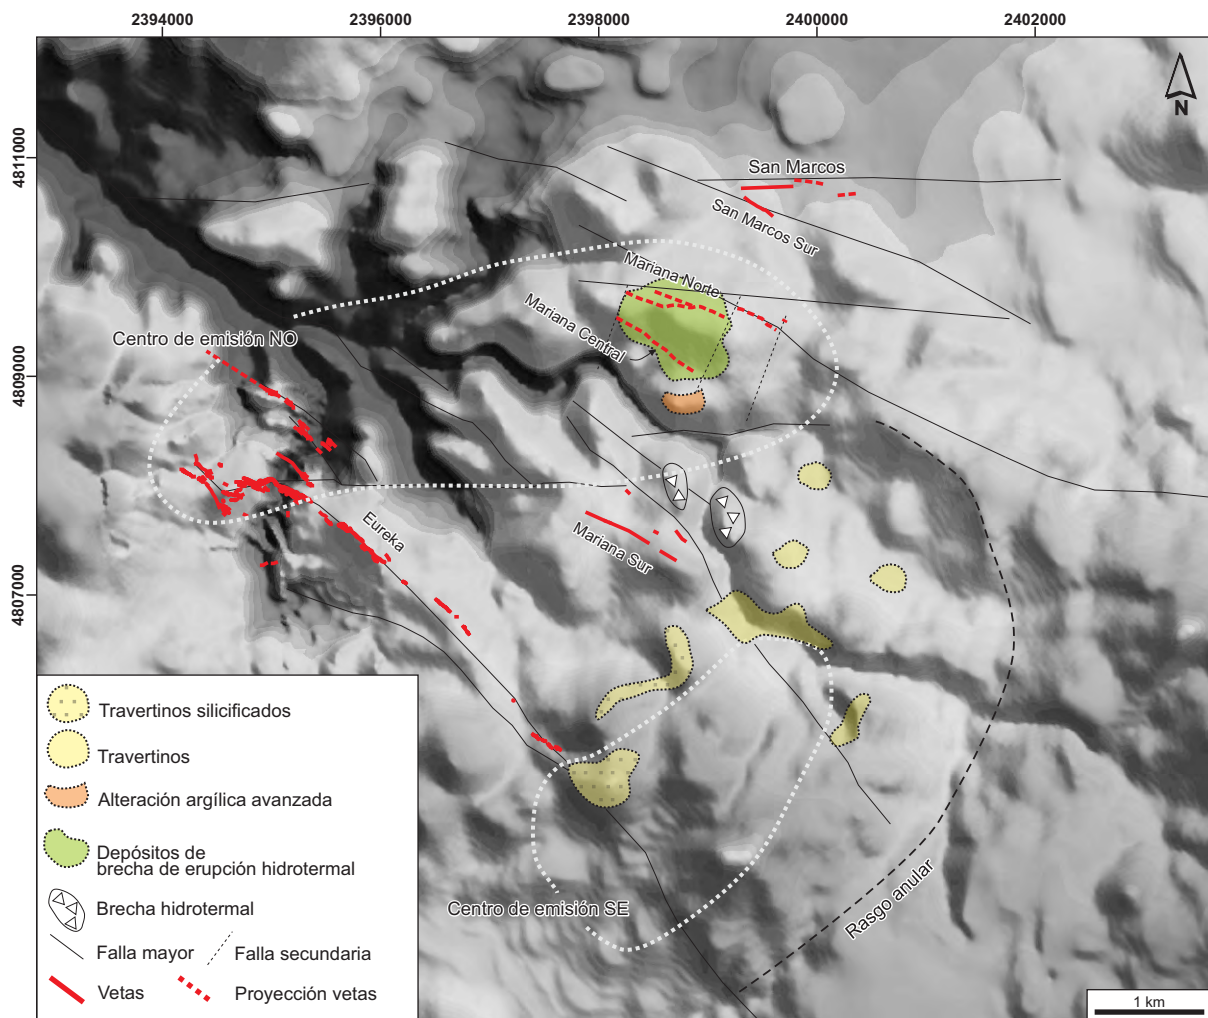 2394000
2396000
2398000
2400000
2402000
4811000
4809000
4807000
N
San Marcos
San Marcos Sur
Mariana Norte
Mariana
Central
Centro de emisión NO
Eureka
Mariana Sur
Centro de emisión SE
Rasgo anular
Travertinos silicificados
Travertinos
Alteración argílica avanzada
Depósitos de
brecha de erupción hidrotermal
Brecha hidrotermal
Falla mayor
Falla secundaria
Vetas
Proyección vetas
1 km